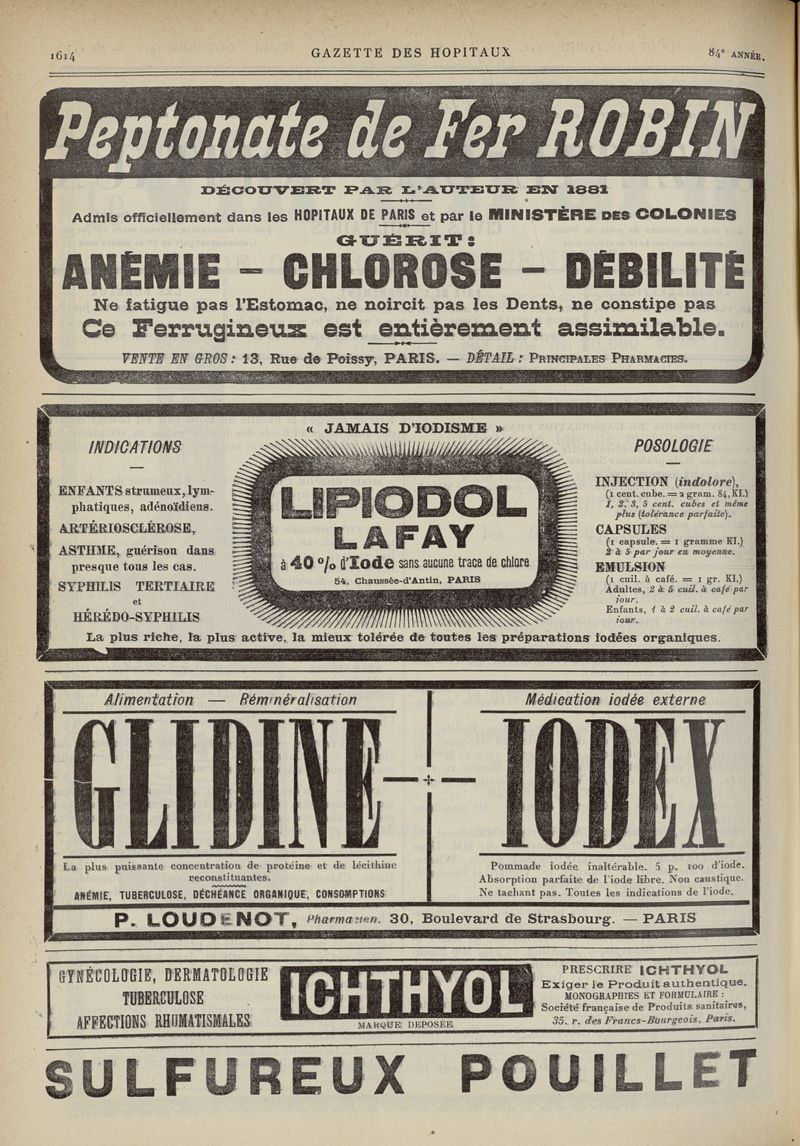 1614 GAZETTE DES HOPITAUX 84e ANNÉE.
Peptonate de Fer ROBIN
DÉCOUVERT PAR L'AUTEUR EN 1881
Admis officiellement dans les HOPITAUX DE PARIS et par le MINISTÈRE DES COLONIES
GUÉRIT:
ANÉMIE - CHLOROSE - DÉBILITÉ
Ne fatigue pas l'Estomac, ne noircit pas les Dents, ne constipe pas
Ce Ferrugineux est entièrement assimilable.
VENTE EN GROS: 13, Rue de Poissy, PARIS. — DÉTAIL: PRINCIPALES PHARMACIES.
« JAMAIS D'IODISME »
INDICATIONS
ENFANTS strumeux, lym-
phatiques, adénoïdiens.
ARTÉRIOSCLÉROSE,
ASTHME, guérison dans
presque tous les cas.
SYPHILIS TERTIAIRE
et
HÉRÉDO-SYPHILIS
LIPIODOL
LAFAY
à 40 % d'Iode sans aucune trace de chlore
54, Chaussée-d'Antin, PARIS
POSOLOGIE
INJECTION (indolore),
(1 cent. cube. = 2 gram. 84, KI.)
1, 2, 3, 5 cent. cubes et même
plus (tolérance parfaite).
CAPSULES
(1 capsule. = 1 gramme KI.)
2 à 5 par jour en moyenne.
EMULSION
(1 cuil. à café. = 1 gr. KI.)
Adultes, 2 à 5 cuil. à café par
jour.
Enfants, 1 à 2 cuil. à café par
jour.
La plus riche, la plus active, la mieux tolérée de toutes les préparations iodées organiques.
Alimentation — Réminéralisation
GLIDINE
La plus puissante concentration de protéine et de lécithine
reconstituantes.
ANÉMIE, TUBERCULOSE, DÉCHÉANCE ORGANIQUE, CONSOMPTIONS
Médication iodée externe
IODEX
Pommade iodée inaltérable. 5 p. 100 d'iode.
Absorption parfaite de l'iode libre. Non caustique.
Ne tachant pas. Toutes les indications de l'iode.
P. LOUDENOT, Pharmacien. 30, Boulevard de Strasbourg. — PARIS
GYNÉCOLOGIE, DERMATOLOGIE
TUBERCULOSE
AFFECTIONS RHUMATISMALES
ICHTHYOL
MARQUE DEPOSÉE
PRESCRIRE ICHTHYOL
Exiger le Produit authentique.
MONOGRAPHIES ET FORMULAIRE:
Société française de Produits sanitaires,
35, r. des Francs-Bourgeois, Paris.
SULFUREUX POUILLET